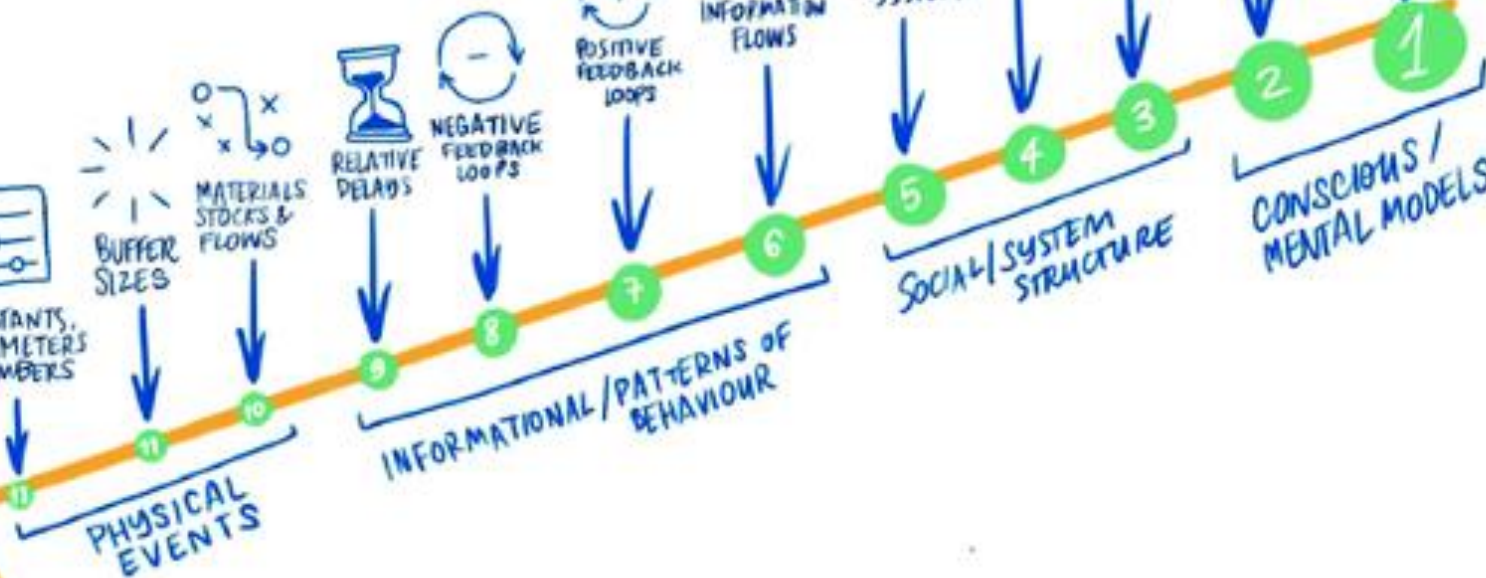 BUFFER
SIZES
MATERIALS
STOCKS &
FLOWS
RELATIVE
DELAYS
-
NEGATIVE
FEEDBACK
LOOPS
POSITIVE
FEEDBACK
LOOPS
INFORMATION
FLOWS
TANTS,
METERS
MBERS
11
10
9
8
7
6
5
4
3
2
1
PHYSICAL
EVENTS
INFORMATIONAL/PATTERNS OF
BEHAVIOUR
SOCIAL/SYSTEM
STRUCTURE
CONSCIOUS/
MENTAL MODELS